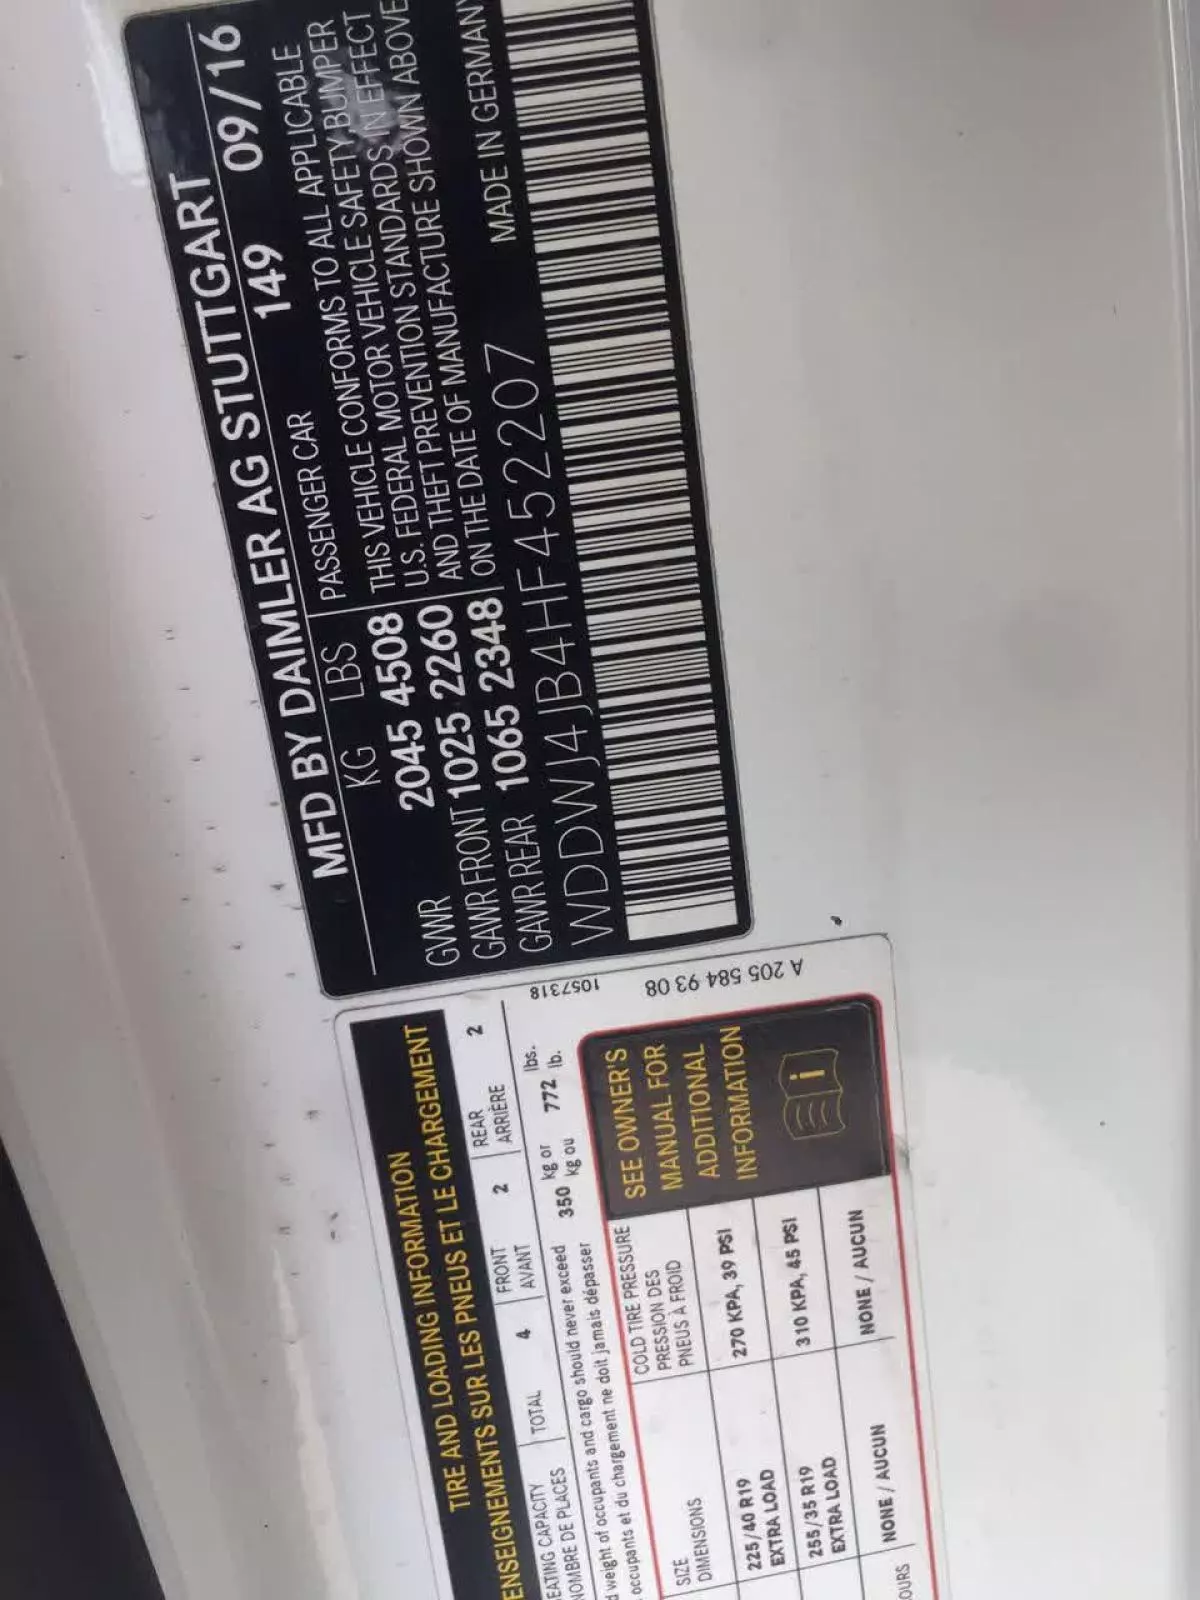 MFD BY DAIMLER AG STUTTGART
149 09/16
KG LBS
PASSENGER CAR
GVWR 2045 4508
GAWR FRONT 1025 2260
GAWR REAR 1065 2348
THIS VEHICLE CONFORMS TO ALL APPLICABLE
U.S. FEDERAL MOTOR VEHICLE SAFETY BUMPER
AND THEFT PREVENTION STANDARDS IN EFFECT
ON THE DATE OF MANUFACTURE SHOWN ABOVE
WDDWJ4JB4HF452207
MADE IN GERMANY
TIRE AND LOADING INFORMATION
ENSEIGNEMENTS SUR LES PNEUS ET LE CHARGEMENT
EATING CAPACITY
NOMBRE DE PLACES
TOTAL 4
FRONT 2
AVANT
REAR 2
ARRIÈRE
d weight of occupants and cargo should never exceed 350 kg or 772 lbs.
occupants et du chargement ne doit jamais dépasser kg ou lb.
SIZE
DIMENSIONS
COLD TIRE PRESSURE
PRESSION DES
PNEUS À FROID
225/40 R19
EXTRA LOAD
270 KPA, 39 PSI
255/35 R19
EXTRA LOAD
310 KPA, 45 PSI
OURS
NONE / AUCUN
NONE / AUCUN
SEE OWNER'S
MANUAL FOR
ADDITIONAL
INFORMATION
1057318
A 205 584 93 08